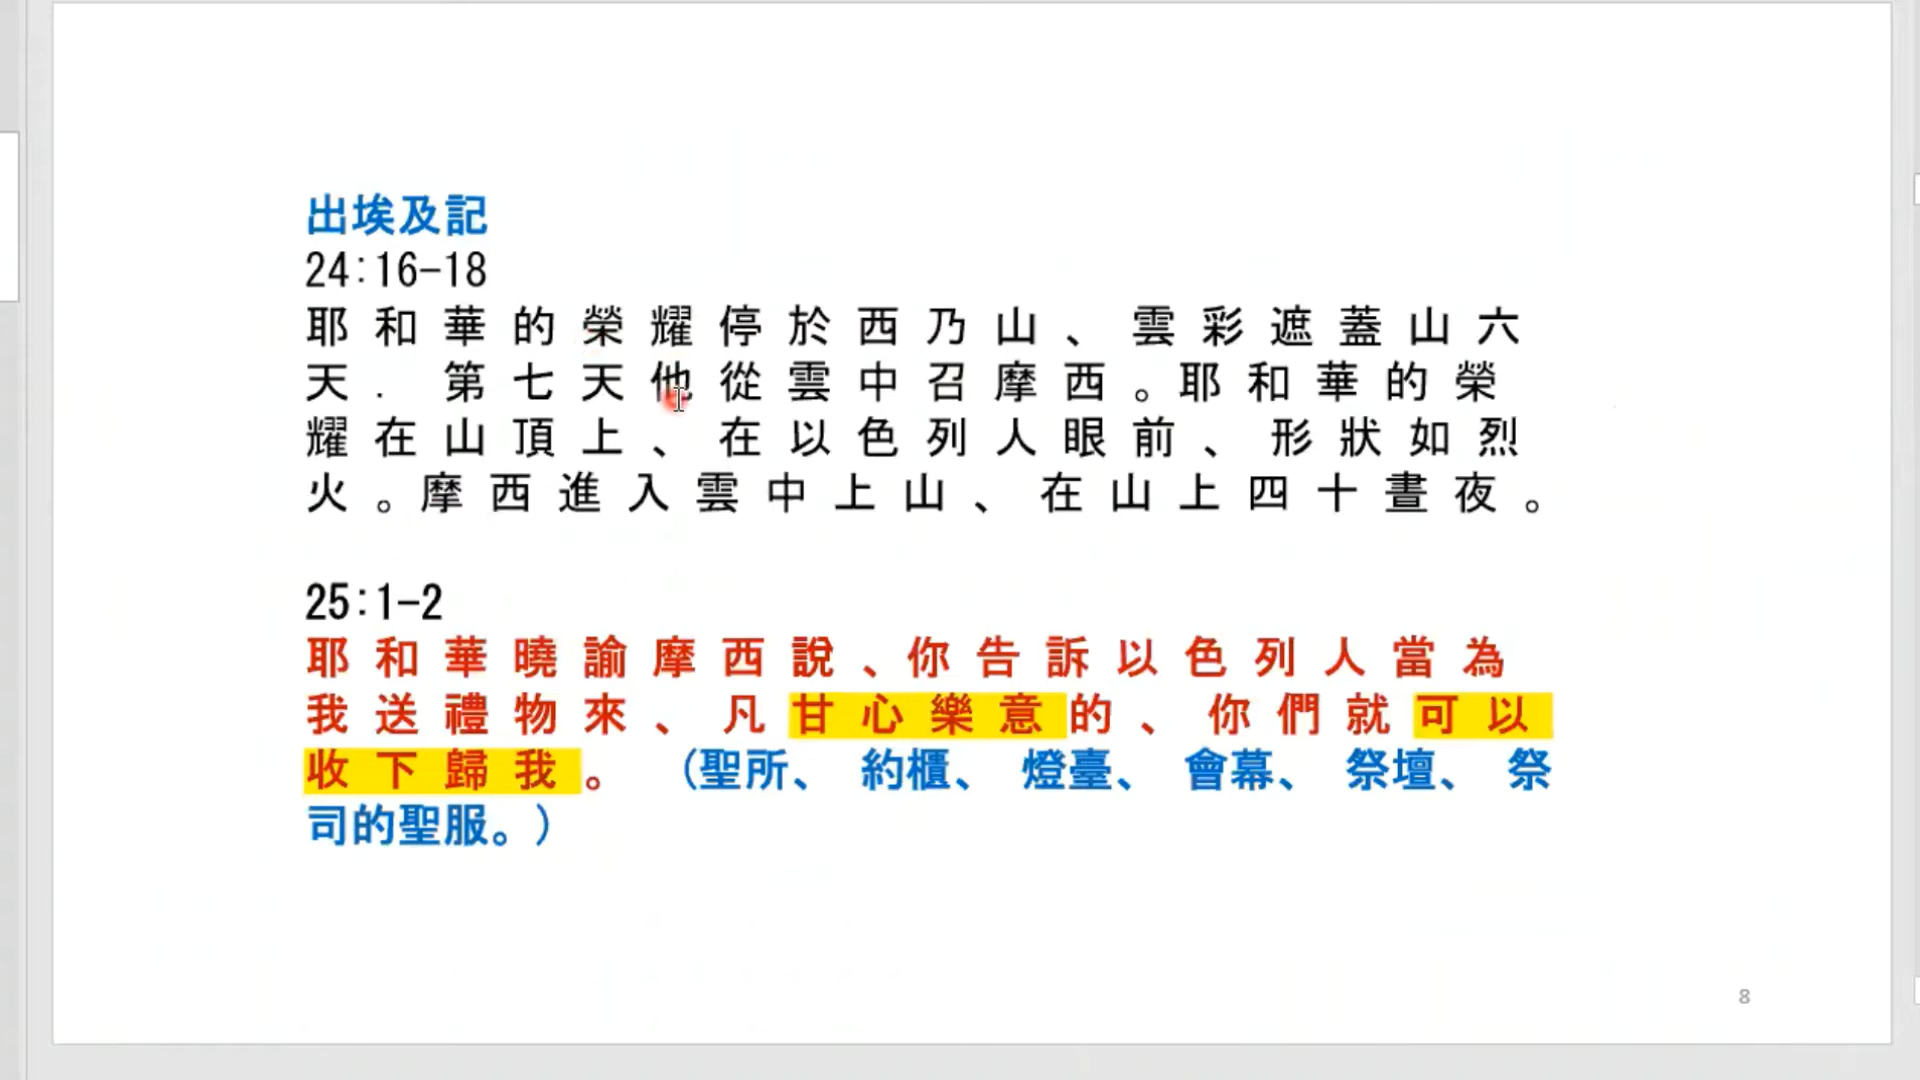 出埃及記
24:16-18
耶和華的榮耀停於西乃山、雲彩遮蓋山六
天. 第七天他從雲中召摩西。耶和華的榮
耀在山頂上、在以色列人眼前、形狀如烈
火。摩西進入雲中上山、在山上四十晝夜。
25:1-2
耶和華曉諭摩西說、你告訴以色列人當為
我送禮物來、凡甘心樂意的、你們就可以
收下歸我。 (聖所、 約櫃、 燈臺、 會幕、 祭壇、 祭
司的聖服。)
8